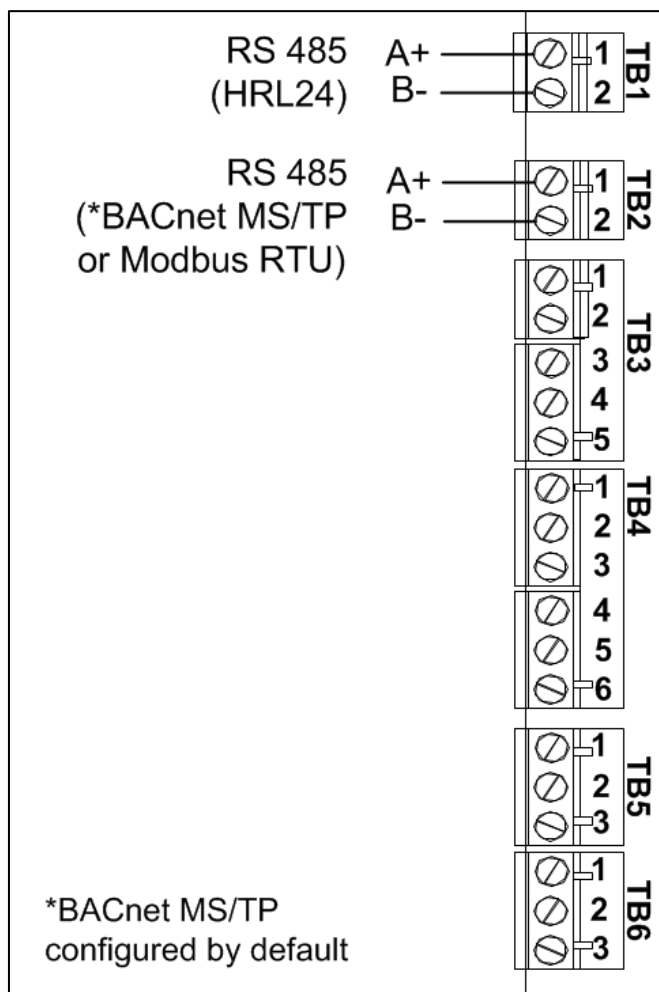 RS 485 A+ 1 TB1
(HRL24) B- 2
RS 485 A+ 1 TB2
(*BACnet MS/TP B- 2
or Modbus RTU)
1 TB3
2
3
4
5
1 TB4
2
3
4
5
6
1 TB5
2
3
1 TB6
2
3
*BACnet MS/TP
configured by default